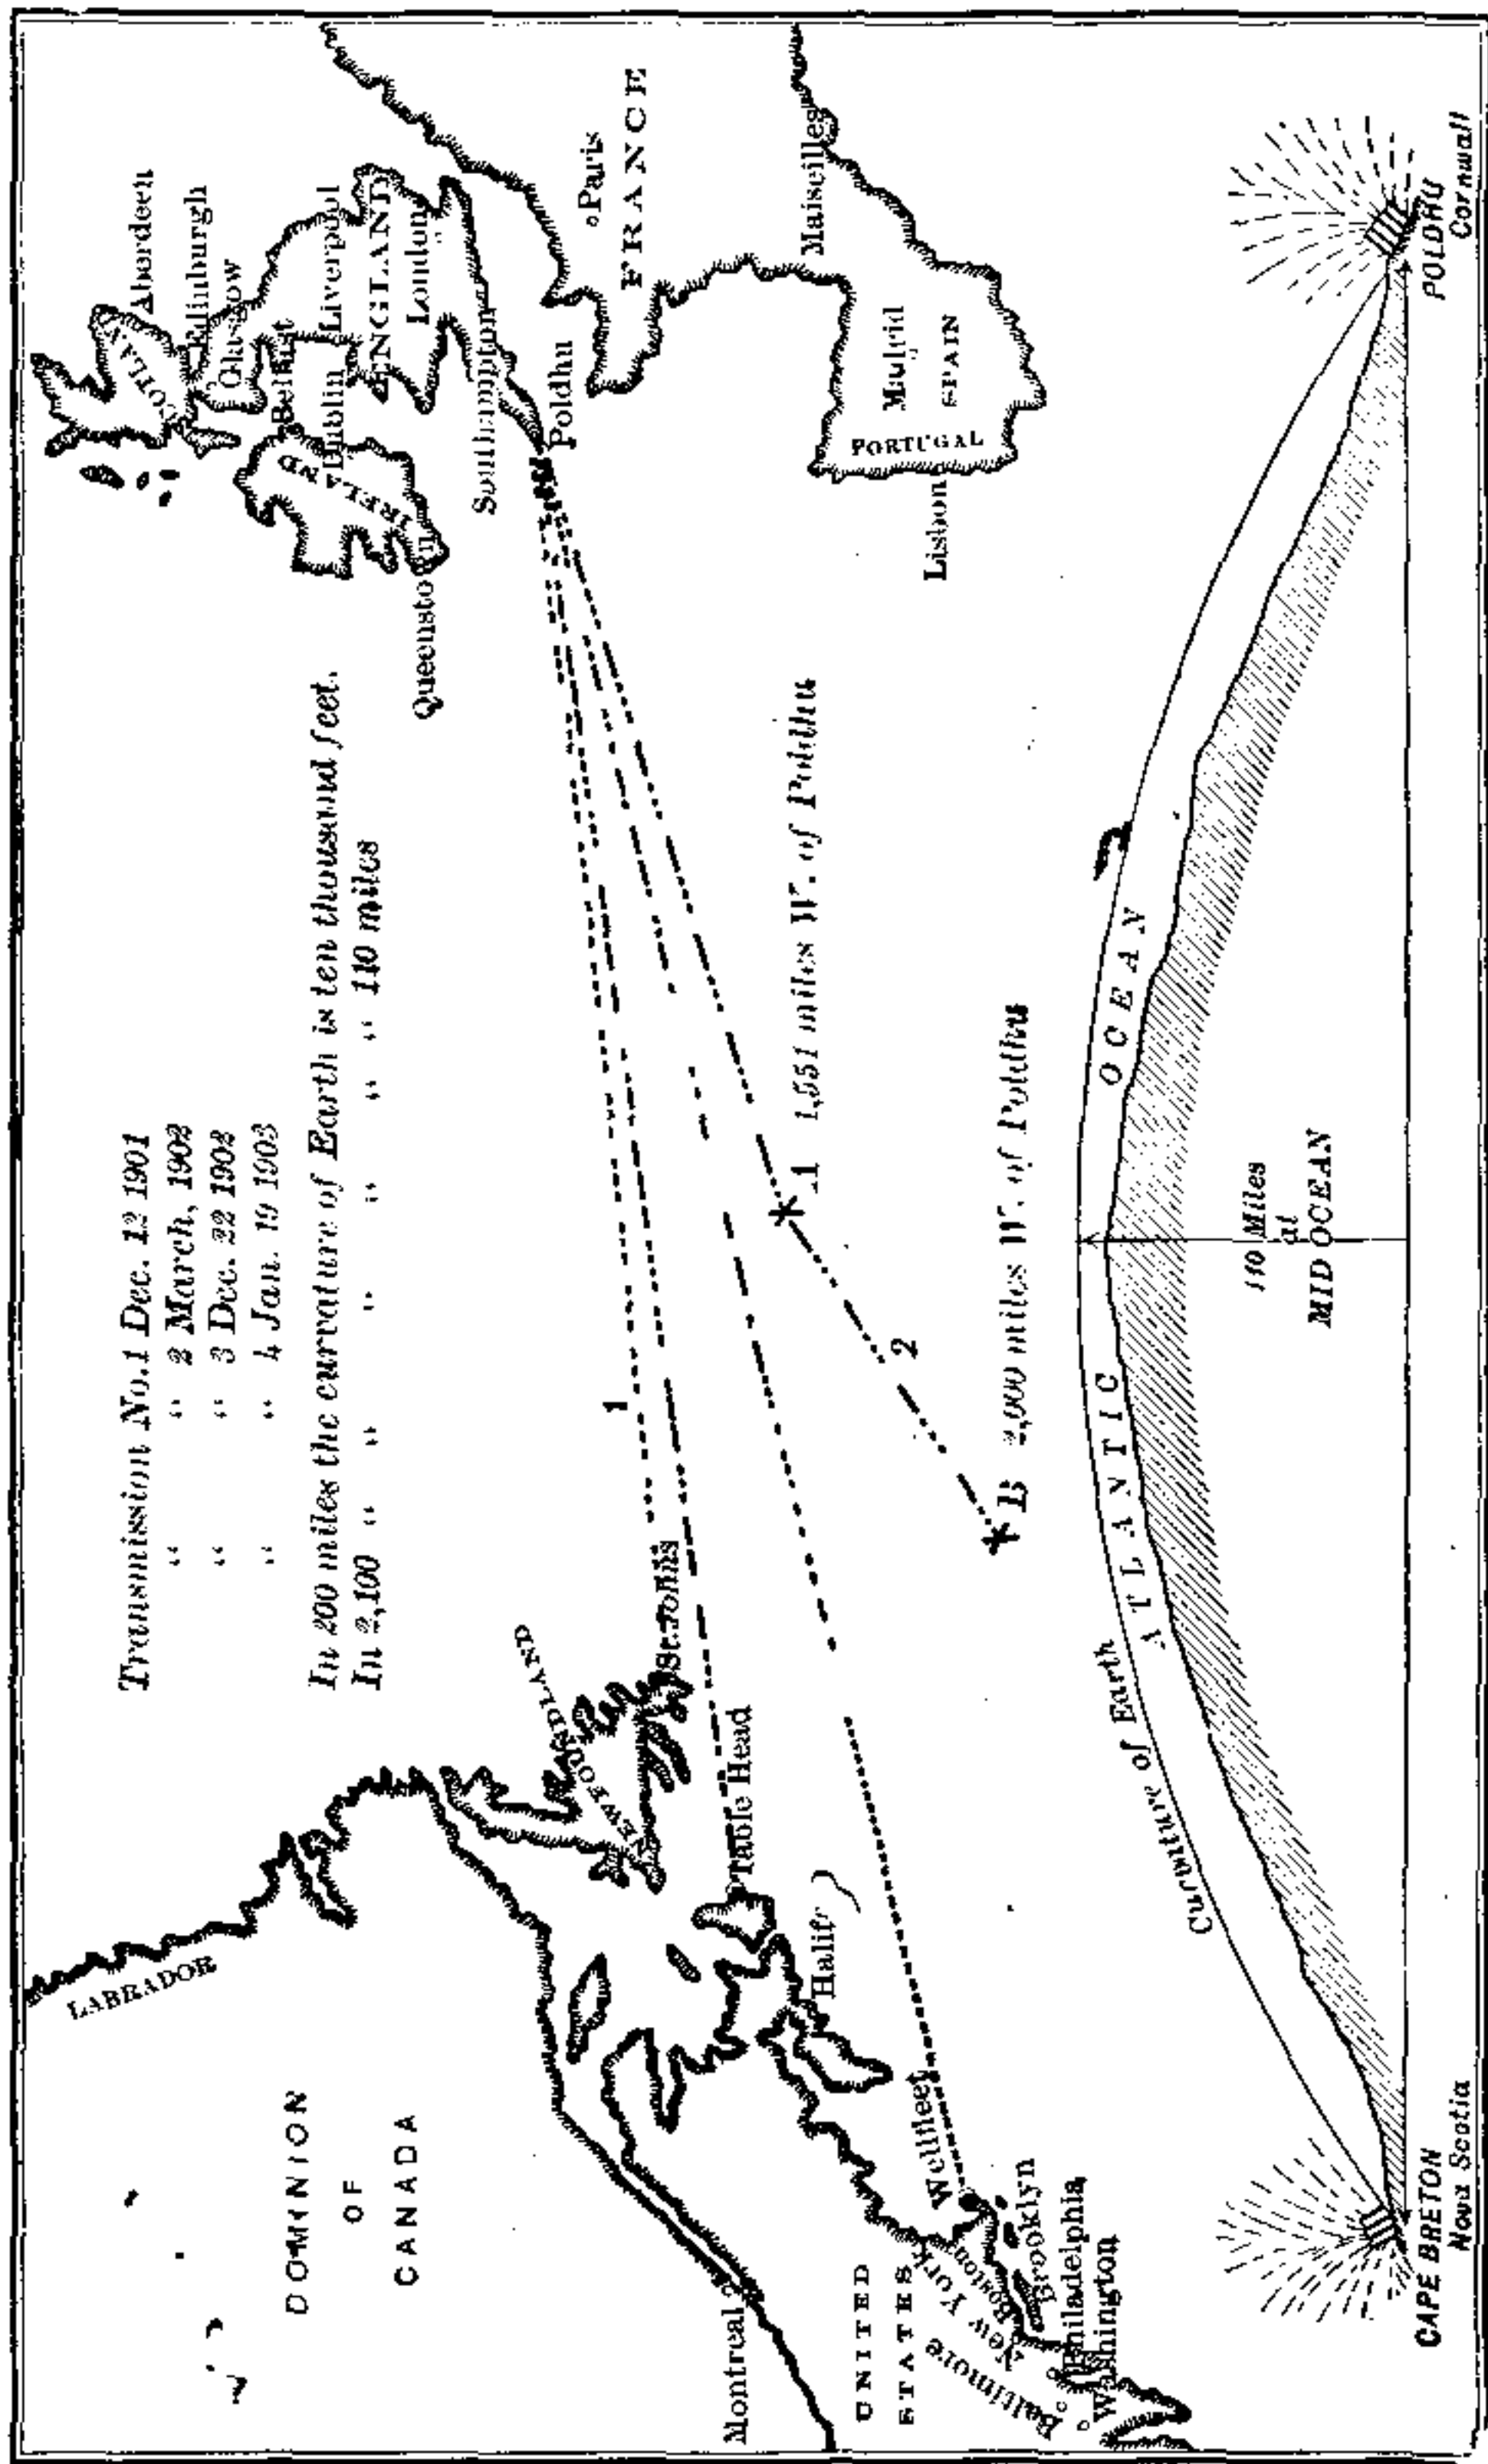 Transmission No.1 Dec. 12 1901
" " 2 March, 1902
" " 3 Dec. 22 1902
" " 4 Jan. 19 1903
In 200 miles the curvature of Earth is ten thousand feet.
In 2,100 " " " " " " 110 miles
LABRADOR
DOMINION
OF
CANADA
NEWFOUNDLAND
St. Johns
Table Head
Halif
Montreal
UNITED
STATES
Wellfleet
Boston
New York
Brooklyn
Baltimore
Philadelphia
Washington
Aberdeen
SCOTLAN
Edinburgh
Glasgow
Belfast
IRELA ND
Dublin
Liverpool
ENGLAND
London
Queenstown
Southampton
Poldhu
Paris
FRANCE
Maiseilles
Madrid
SPAIN
PORTUGAL
Lisbon
1
2
A 1,551 miles W. of Poldhu
B 2,000 miles W. of Poldhu
Curvature of Earth
ATLANTIC OCEAN
110 Miles
at
MID OCEAN
CAPE BRETON
Nova Scotia
POLDHU
Cornwall